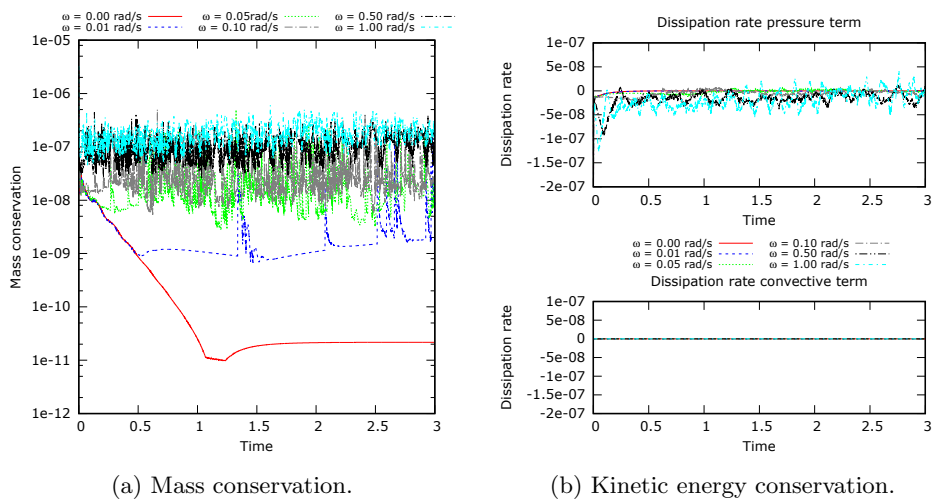 ω = 0.00 rad/s ω = 0.05rad/s ω = 0.50 rad/s
ω = 0.01 rad/s ω = 0.10 rad/s ω = 1.00 rad/s
1e-05
1e-06
1e-07
1e-08
1e-09
1e-10
1e-11
1e-12
Mass conservation
0 0.5 1 1.5 2 2.5 3
Time
(a) Mass conservation.
Dissipation rate pressure term
1e-07
5e-08
0
-5e-08
-1e-07
-1.5e-07
-2e-07
Dissipation rate
0 0.5 1 1.5 2 2.5 3
Time
ω = 0.00 rad/s ω = 0.10 rad/s
ω = 0.01 rad/s ω = 0.50 rad/s
ω = 0.05 rad/s ω = 1.00 rad/s
Dissipation rate convective term
1e-07
5e-08
0
-5e-08
-1e-07
-1.5e-07
-2e-07
Dissipation rate
0 0.5 1 1.5 2 2.5 3
Time
(b) Kinetic energy conservation.